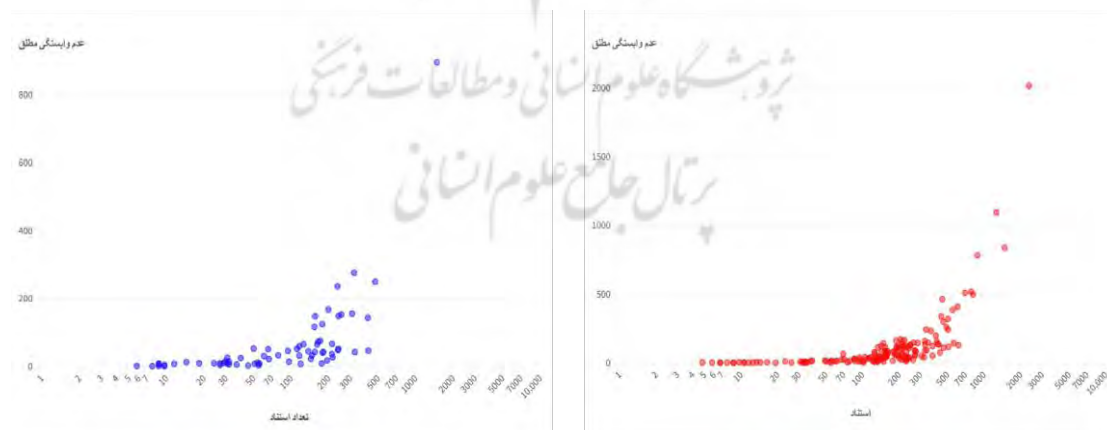 عدم وابستگی مطلق
800
600
400
200
0
1 2 3 4 5 6 7 10 20 30 50 70 100 200 300 500 700 1000 2000 3000 5000 7000 10,000
تعداد استناد
عدم وابستگی مطلق
2000
1500
1000
500
0
1 2 3 4 5 6 7 10 20 30 50 70 100 200 300 500 700 1000 2000 3000 5000 7000 10,000
استناد
پژوهشگاه علوم انسانی و مطالعات فرهنگی
پرتال جامع علوم انسانی